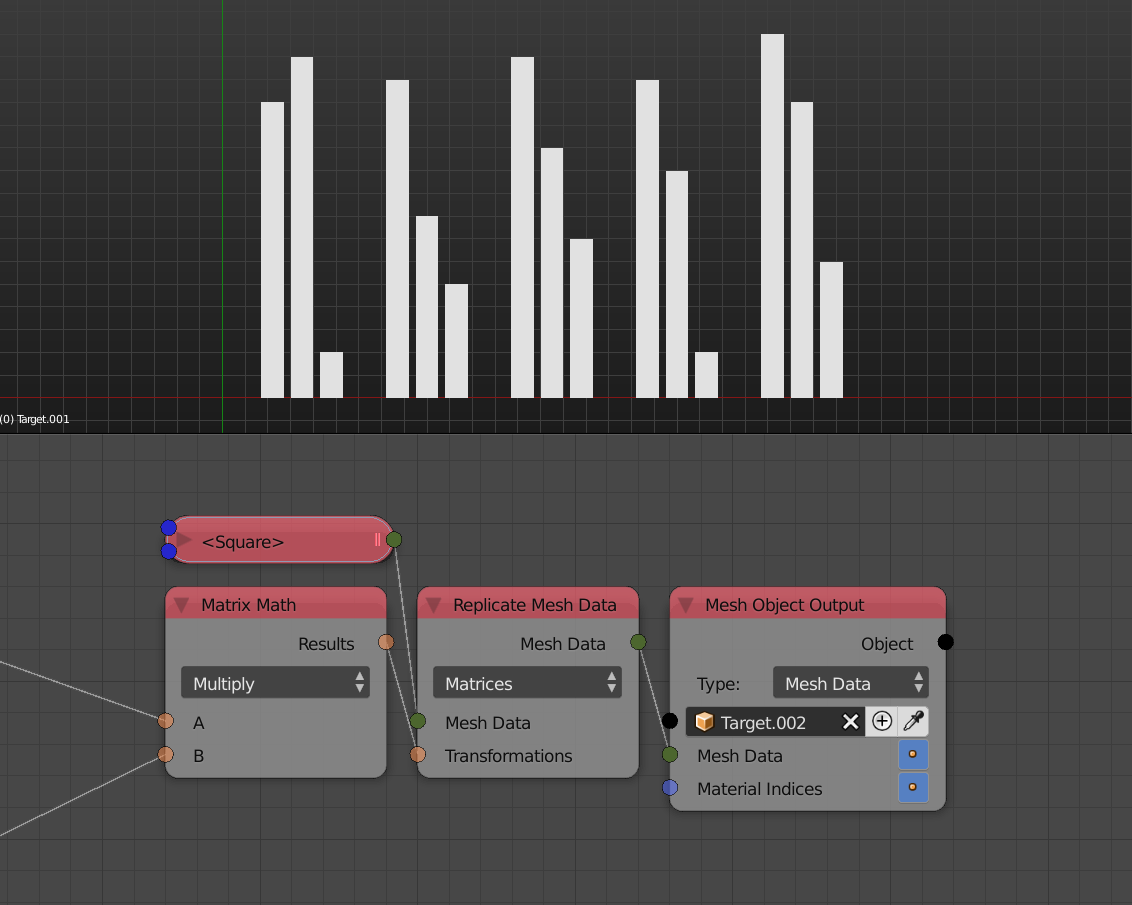 (0) Target.001
<Square>
Matrix Math
Results
Multiply
A
B
Replicate Mesh Data
Mesh Data
Matrices
Mesh Data
Transformations
Mesh Object Output
Object
Type: Mesh Data
Target.002
Mesh Data
Material Indices